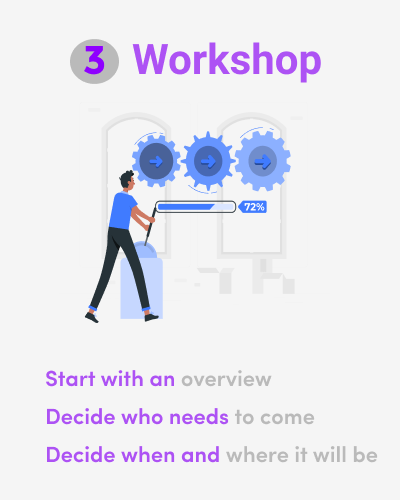 3 Workshop
72%
Start with an overview
Decide who needs to come
Decide when and where it will be